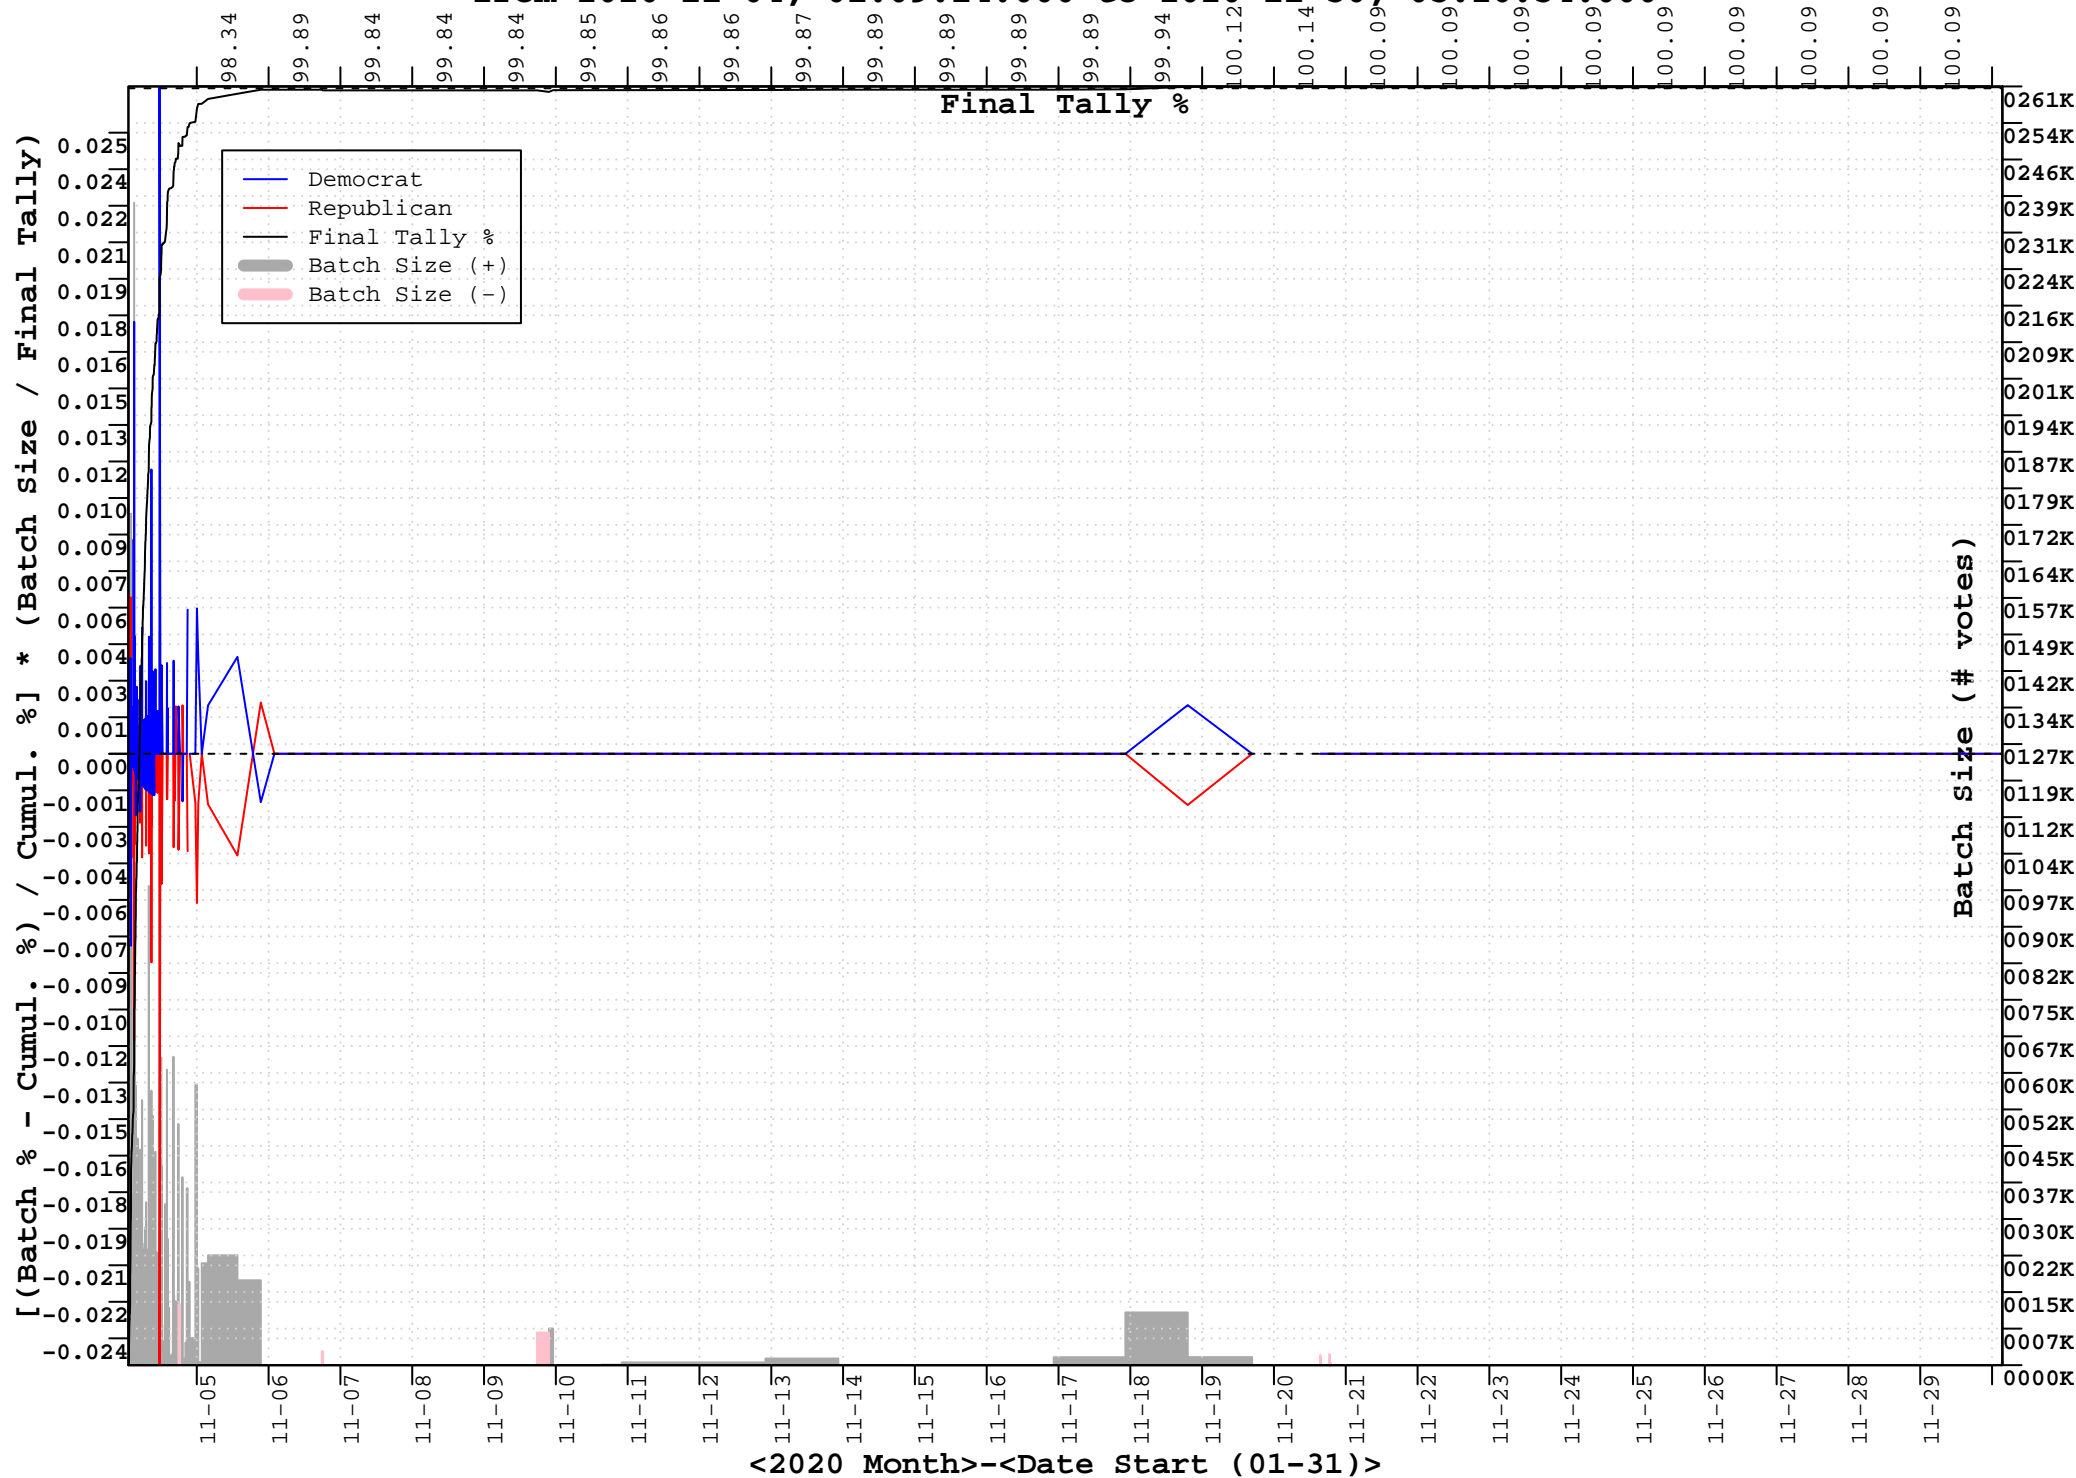 98.34
99.89
99.84
99.84
99.84
99.85
99.86
99.86
99.87
99.89
99.89
99.89
99.89
99.94
100.12
100.14
100.09
100.09
100.09
100.09
100.09
100.09
100.09
100.09
100.09
Final Tally %
Democrat
Republican
Final Tally %
Batch Size (+)
Batch Size (-)
[(Batch % - Cumul. %) / Cumul. %] * (Batch Size / Final Tally)
0.025
0.024
0.022
0.021
0.019
0.018
0.016
0.015
0.013
0.012
0.010
0.009
0.007
0.006
0.004
0.003
0.001
0.000
-0.001
-0.003
-0.004
-0.006
-0.007
-0.009
-0.010
-0.012
-0.013
-0.015
-0.016
-0.018
-0.019
-0.021
-0.022
-0.024
0261K
0254K
0246K
0239K
0231K
0224K
0216K
0209K
0201K
0194K
0187K
0179K
0172K
0164K
0157K
0149K
0142K
0134K
0127K
0119K
0112K
0104K
0097K
0090K
0082K
0075K
0067K
0060K
0052K
0045K
0037K
0030K
0022K
0015K
0007K
0000K
Batch Size (# votes)
11-05
11-06
11-07
11-08
11-09
11-10
11-11
11-12
11-13
11-14
11-15
11-16
11-17
11-18
11-19
11-20
11-21
11-22
11-23
11-24
11-25
11-26
11-27
11-28
11-29
<2020 Month>-<Date Start (01-31)>